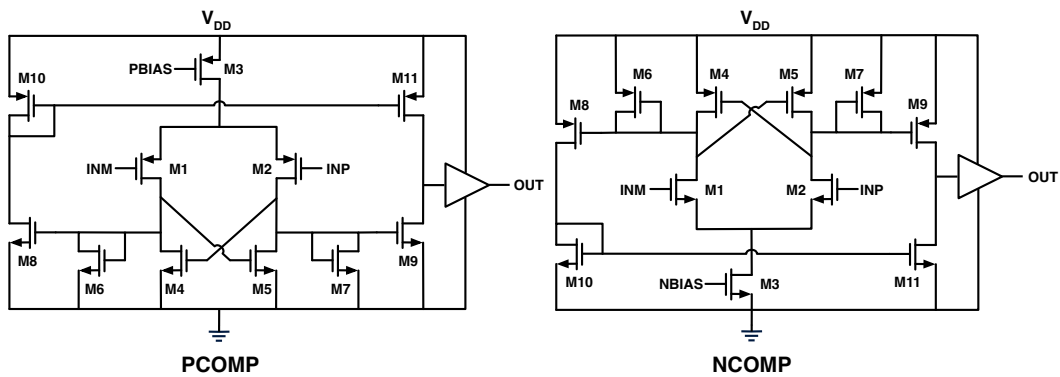 V_DD
M10
PBIAS
M3
M11
INM
M1
M2
INP
OUT
M8
M6
M4
M5
M7
M9
PCOMP
V_DD
M6
M4
M5
M7
M8
M9
INM
M1
M2
INP
OUT
M10
NBIAS
M3
M11
NCOMP